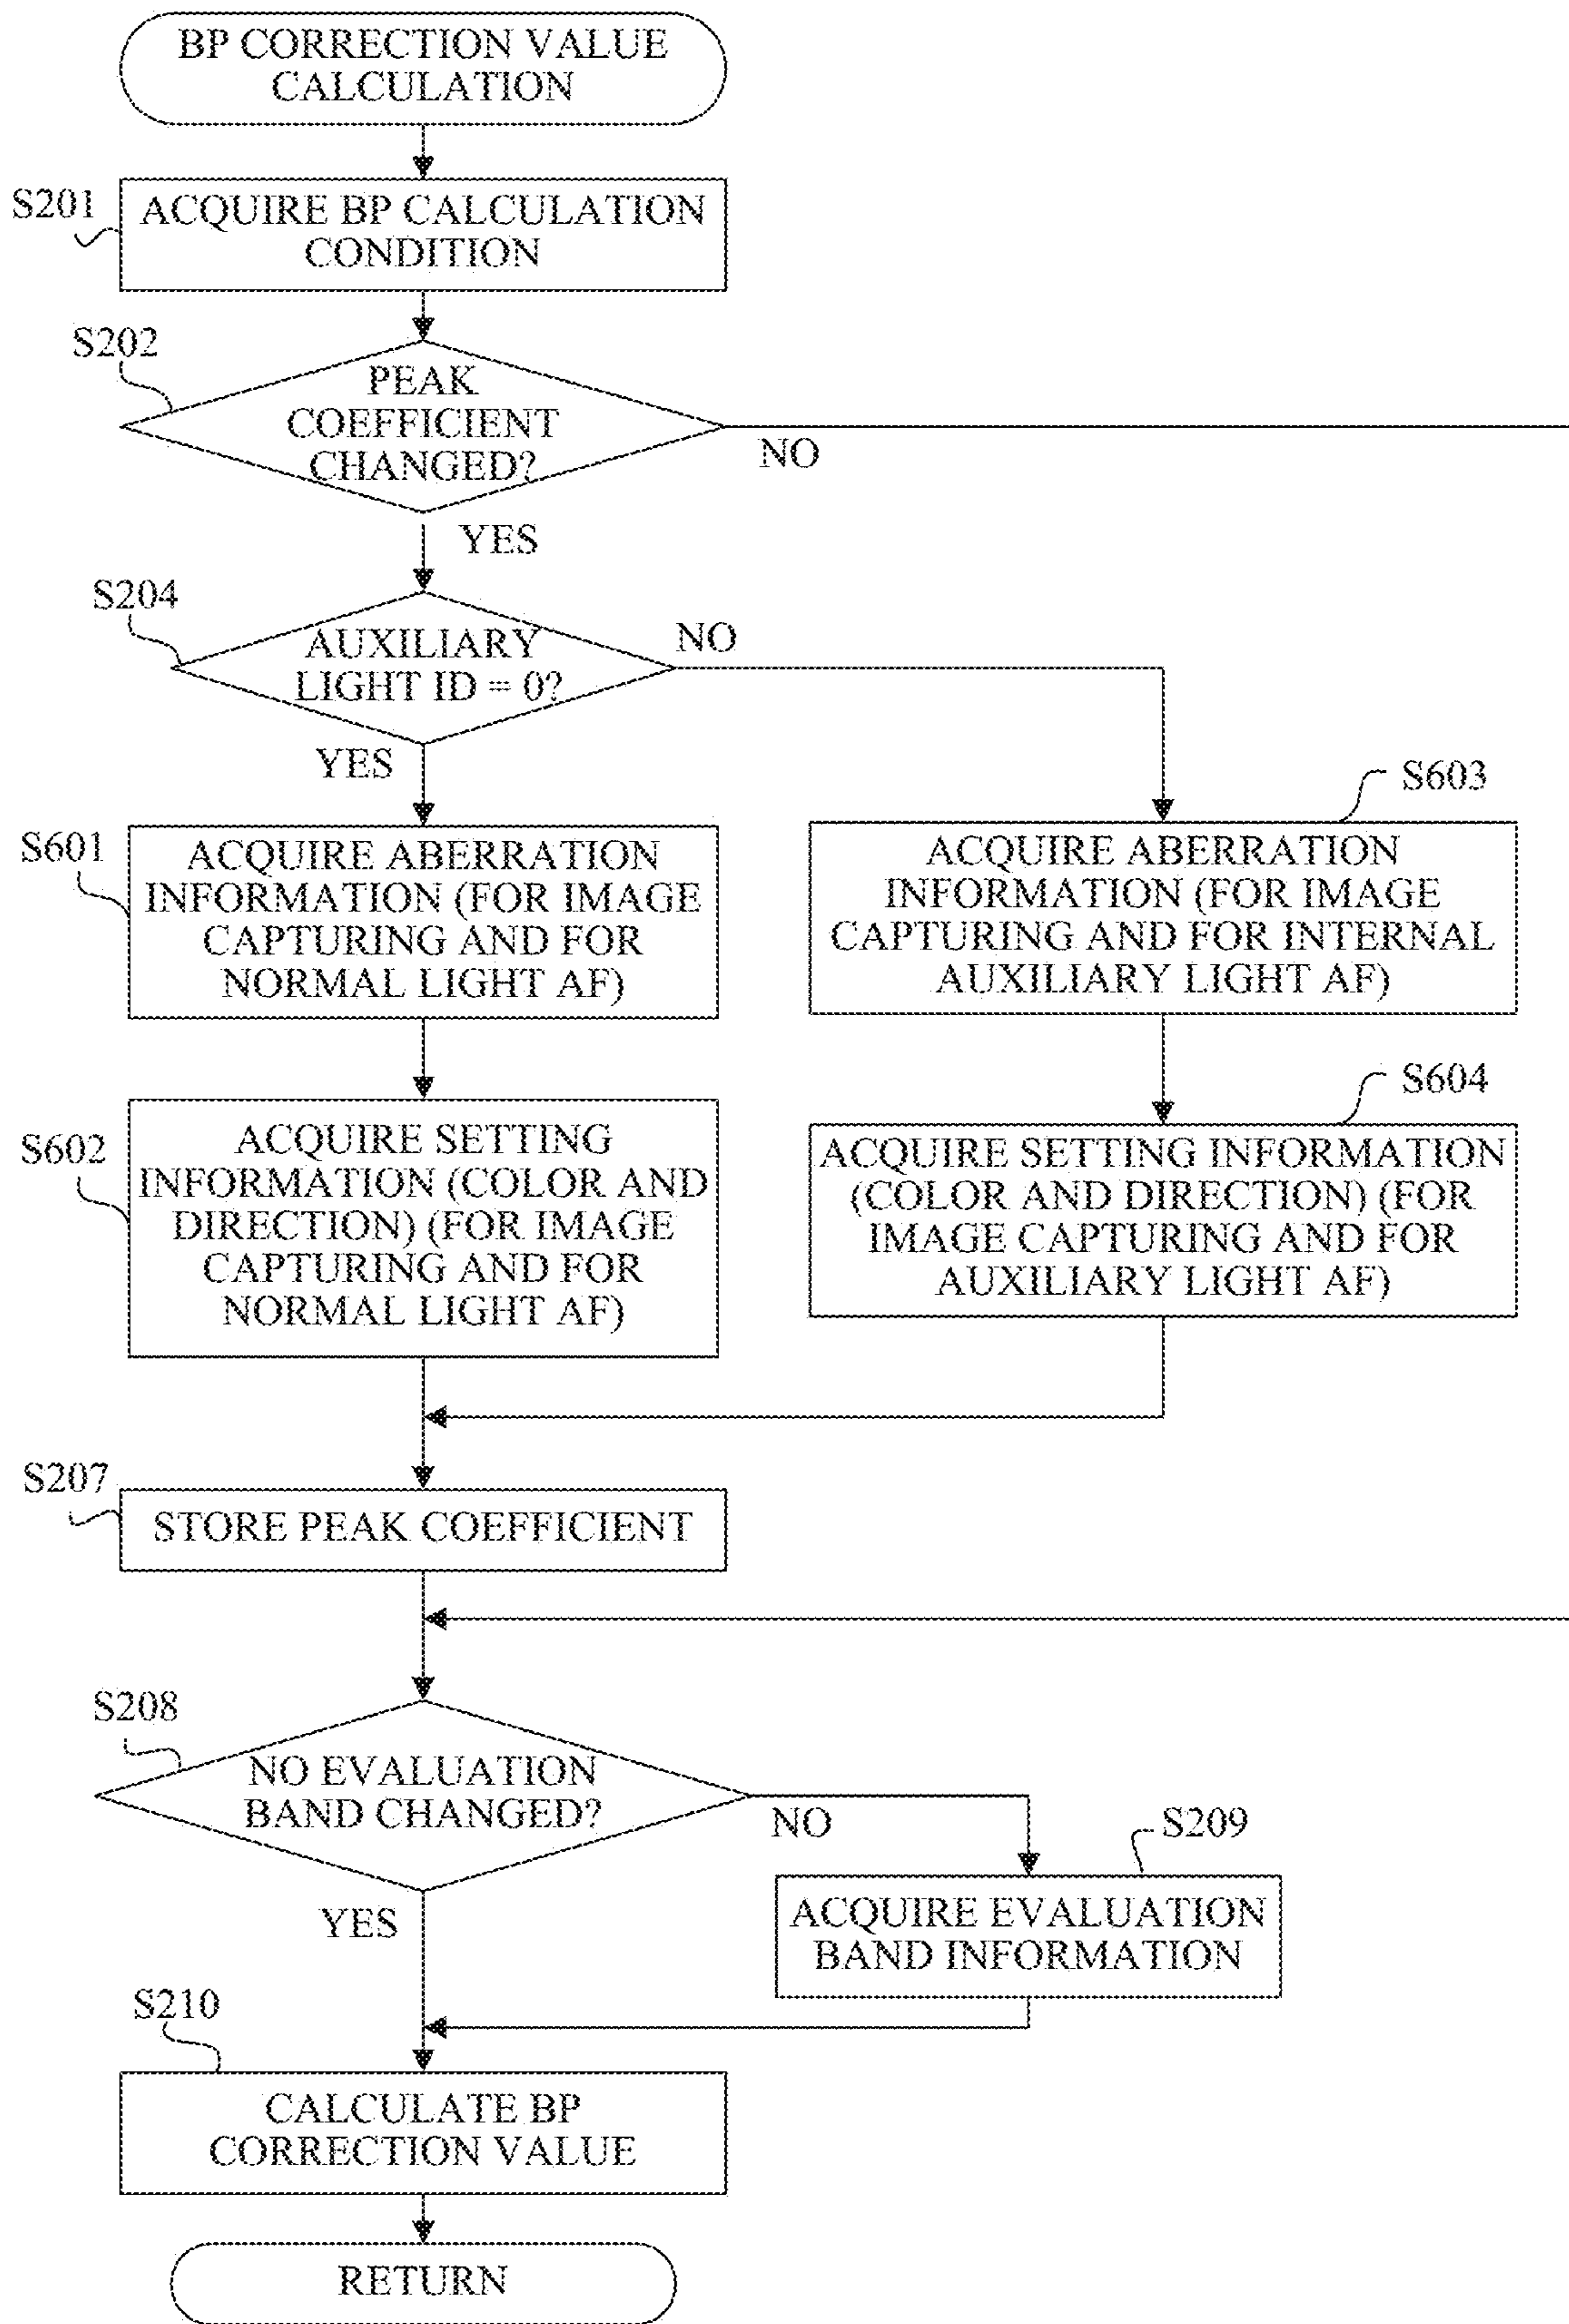 BP CORRECTION VALUE
CALCULATION
S201
ACQUIRE BP CALCULATION
CONDITION
S202
PEAK
COEFFICIENT
CHANGED?
NO
YES
S204
AUXILIARY
LIGHT ID = 0?
NO
YES
S601
ACQUIRE ABERRATION
INFORMATION (FOR IMAGE
CAPTURING AND FOR
NORMAL LIGHT AF)
S603
ACQUIRE ABERRATION
INFORMATION (FOR IMAGE
CAPTURING AND FOR INTERNAL
AUXILIARY LIGHT AF)
S602
ACQUIRE SETTING
INFORMATION (COLOR AND
DIRECTION) (FOR IMAGE
CAPTURING AND FOR
NORMAL LIGHT AF)
S604
ACQUIRE SETTING INFORMATION
(COLOR AND DIRECTION) (FOR
IMAGE CAPTURING AND FOR
AUXILIARY LIGHT AF)
S207
STORE PEAK COEFFICIENT
S208
NO EVALUATION
BAND CHANGED?
NO
YES
S209
ACQUIRE EVALUATION
BAND INFORMATION
S210
CALCULATE BP
CORRECTION VALUE
RETURN